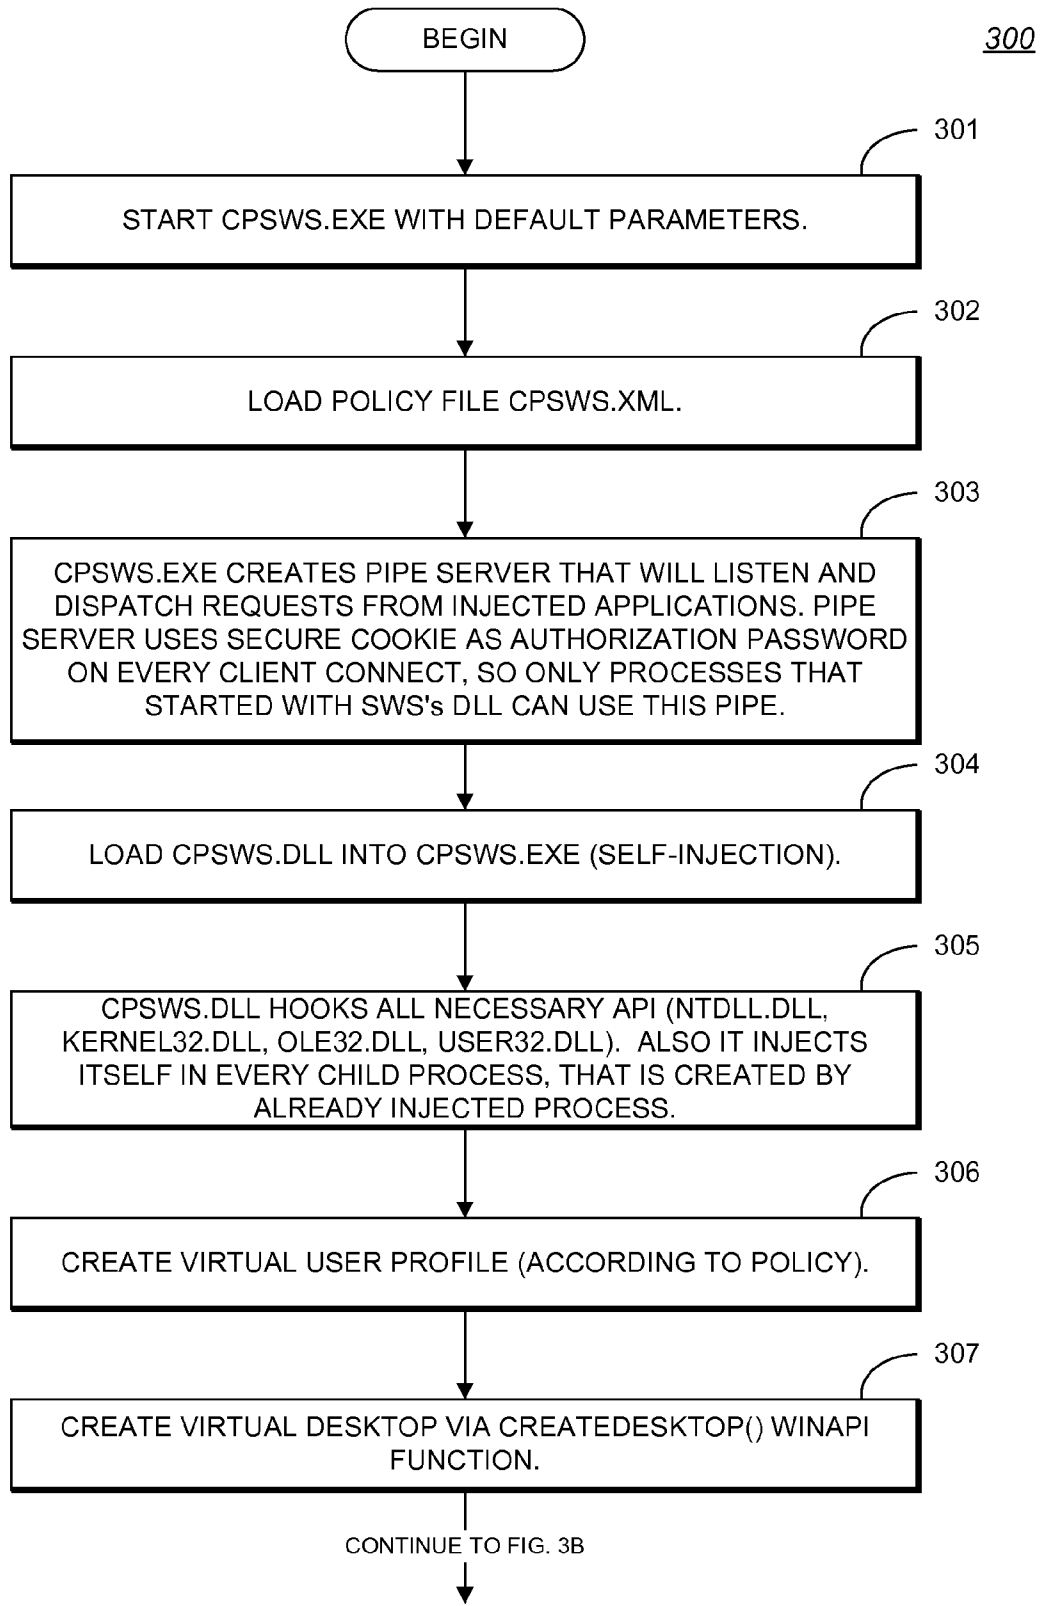 BEGIN
300
301
START CPSWS.EXE WITH DEFAULT PARAMETERS.
302
LOAD POLICY FILE CPSWS.XML.
303
CPSWS.EXE CREATES PIPE SERVER THAT WILL LISTEN AND
DISPATCH REQUESTS FROM INJECTED APPLICATIONS. PIPE
SERVER USES SECURE COOKIE AS AUTHORIZATION PASSWORD
ON EVERY CLIENT CONNECT, SO ONLY PROCESSES THAT
STARTED WITH SWS's DLL CAN USE THIS PIPE.
304
LOAD CPSWS.DLL INTO CPSWS.EXE (SELF-INJECTION).
305
CPSWS.DLL HOOKS ALL NECESSARY API (NTDLL.DLL,
KERNEL32.DLL, OLE32.DLL, USER32.DLL). ALSO IT INJECTS
ITSELF IN EVERY CHILD PROCESS, THAT IS CREATED BY
ALREADY INJECTED PROCESS.
306
CREATE VIRTUAL USER PROFILE (ACCORDING TO POLICY).
307
CREATE VIRTUAL DESKTOP VIA CREATEDESKTOP() WINAPI
FUNCTION.
CONTINUE TO FIG. 3B